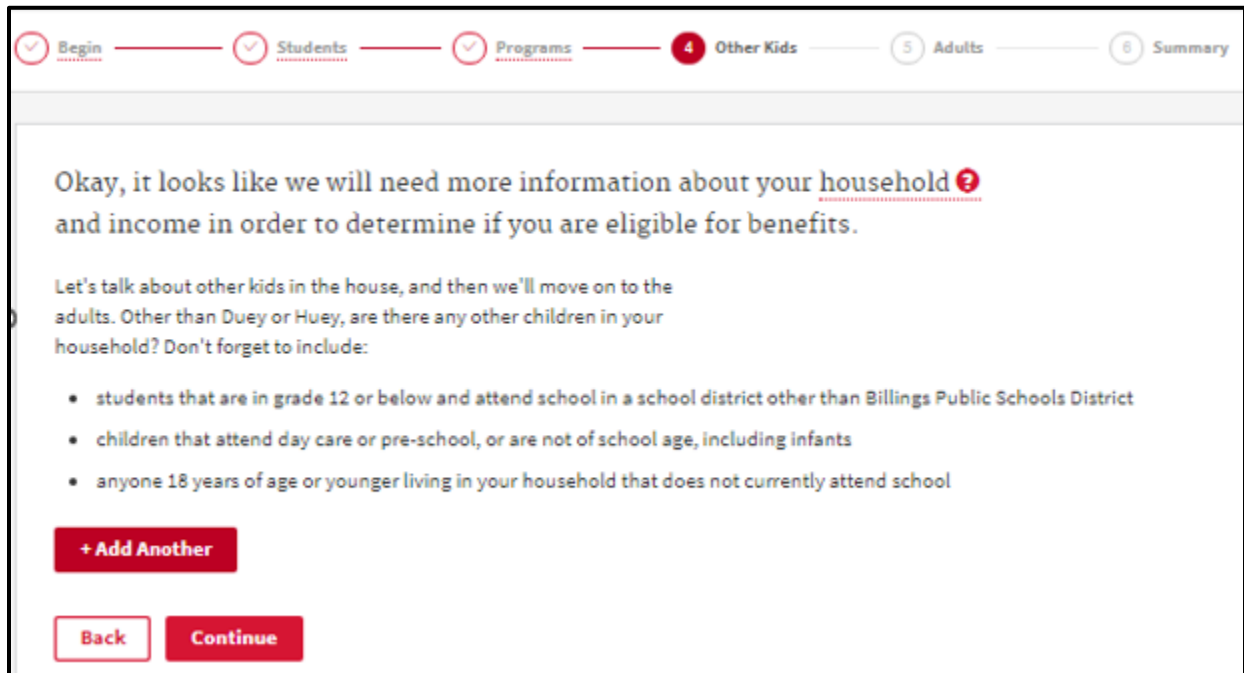 Begin Students Programs 4 Other Kids 5 Adults 6 Summary
Okay, it looks like we will need more information about your household ?
and income in order to determine if you are eligible for benefits.
Let's talk about other kids in the house, and then we'll move on to the
adults. Other than Duey or Huey, are there any other children in your
household? Don't forget to include:
• students that are in grade 12 or below and attend school in a school district other than Billings Public Schools District
• children that attend day care or pre-school, or are not of school age, including infants
• anyone 18 years of age or younger living in your household that does not currently attend school
+ Add Another
Back Continue